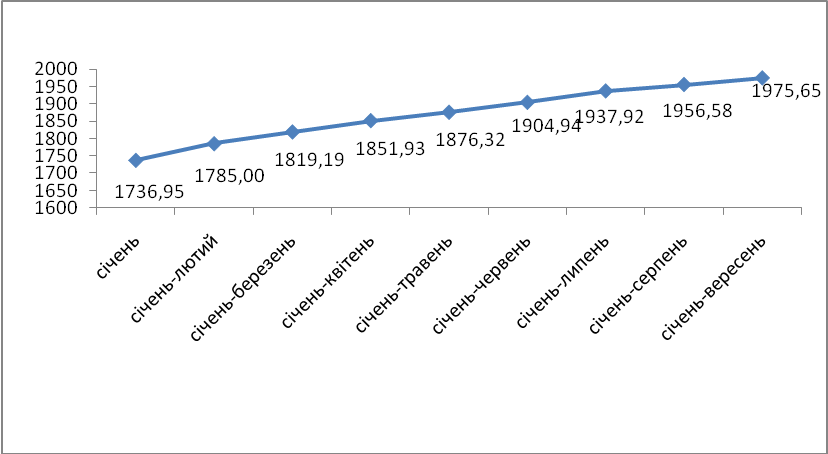 2000
1950
1900
1850
1800
1750
1700
1650
1600
1736,95
1785,00
1819,19
1851,93
1876,32
1904,94
1937,92
1956,58
1975,65
січень
січень-лютий
січень-березень
січень-квітень
січень-травень
січень-червень
січень-липень
січень-серпень
січень-вересень